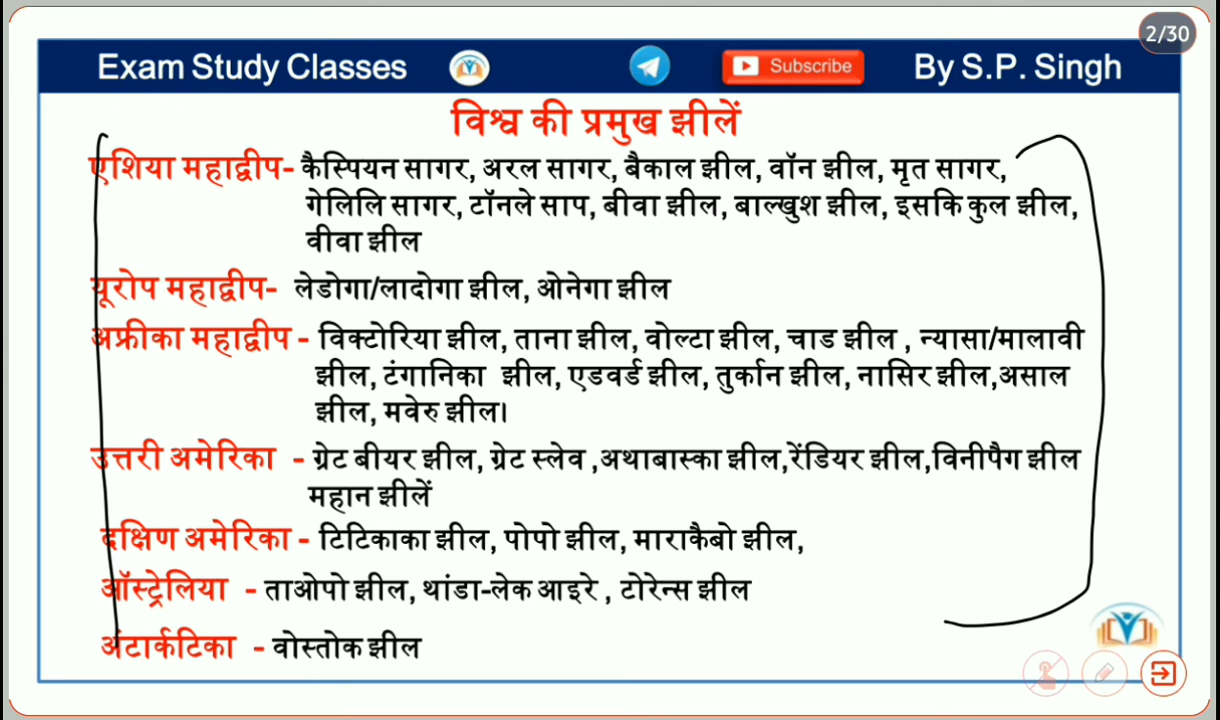 2/30
Exam Study Classes Subscribe By S.P. Singh
विश्व की प्रमुख झीलें
एशिया महाद्वीप- कैस्पियन सागर, अरल सागर, बैकाल झील, वॉन झील, मृत सागर,
गेलिलि सागर, टॉनले साप, बीवा झील, बाल्खुश झील, इसकि कुल झील,
वीवा झील
यूरोप महाद्वीप- लेडोगा/लादोगा झील, ओनेगा झील
अफ्रीका महाद्वीप - विक्टोरिया झील, ताना झील, वोल्टा झील, चाड झील , न्यासा/मालावी
झील, टंगानिका झील, एडवर्ड झील, तुर्कान झील, नासिर झील,असाल
झील, मवेरु झील।
उत्तरी अमेरिका - ग्रेट बीयर झील, ग्रेट स्लेव ,अथाबास्का झील,रेंडियर झील,विनीपैग झील
महान झीलें
दक्षिण अमेरिका - टिटिकाका झील, पोपो झील, माराकैबो झील,
ऑस्ट्रेलिया - ताओपो झील, थांडा-लेक आइरे , टोरेन्स झील
अंटार्कटिका - वोस्तोक झील